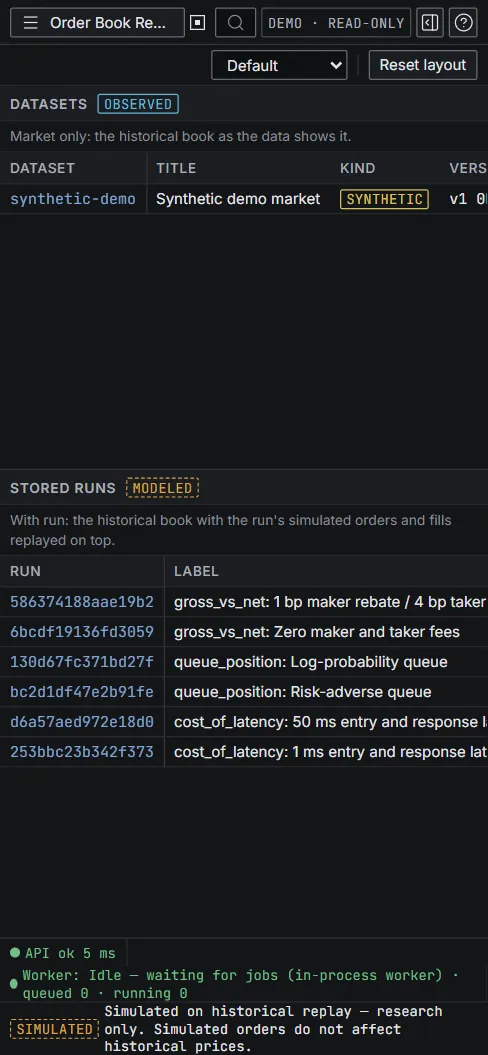 Order Book Re...
DEMO · READ-ONLY
Default
Reset layout
DATASETS OBSERVED
Market only: the historical book as the data shows it.
DATASET TITLE KIND VERS
synthetic-demo Synthetic demo market SYNTHETIC v1 0
STORED RUNS MODELED
With run: the historical book with the run's simulated orders and fills
replayed on top.
RUN LABEL
586374188aae19b2 gross_vs_net: 1 bp maker rebate / 4 bp taker
6bcdf19136fd3059 gross_vs_net: Zero maker and taker fees
130d67fc371bd27f queue_position: Log-probability queue
bc2d1df47e2b91fe queue_position: Risk-adverse queue
d6a57aed972e18d0 cost_of_latency: 50 ms entry and response l
253bbc23b342f373 cost_of_latency: 1 ms entry and response lat
API ok 5 ms
Worker: Idle — waiting for jobs (in-process worker) ·
queued 0 · running 0
SIMULATED
Simulated on historical replay — research
only. Simulated orders do not affect
historical prices.